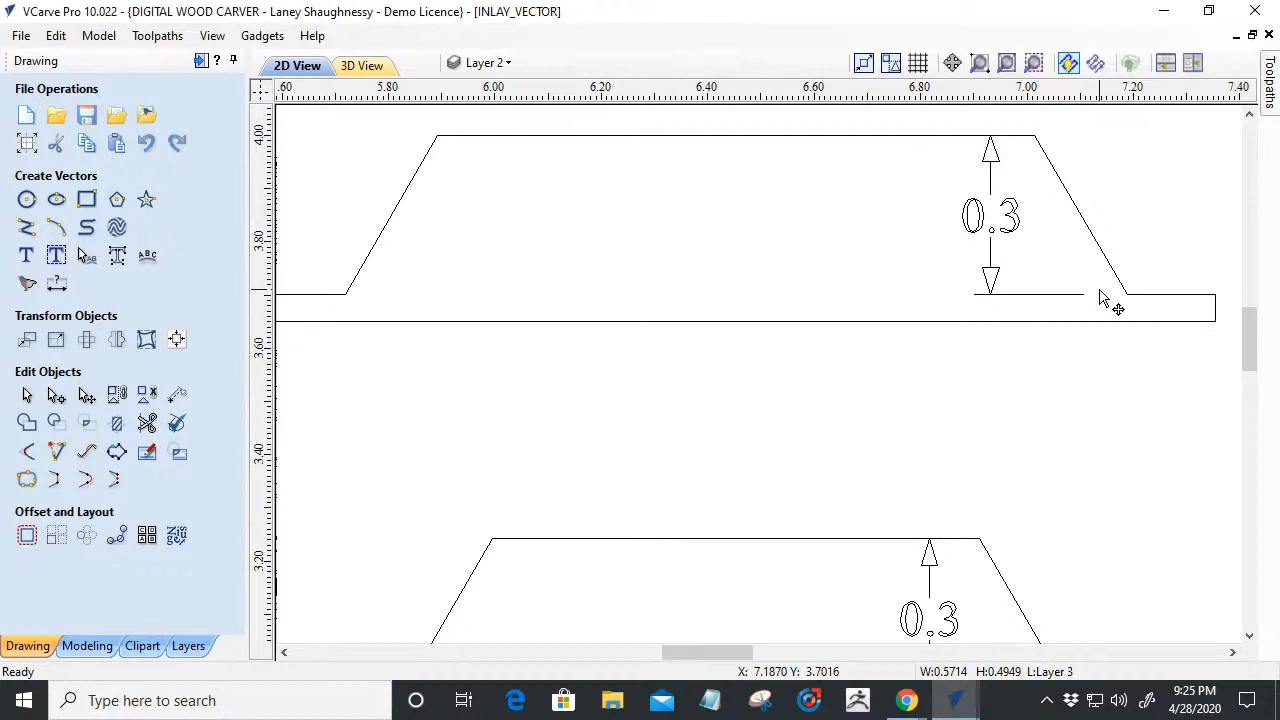 VCarve Pro 10.022 - {DIGITAL WOOD CARVER - Laney Shaughnessy - Demo Licence} - [INLAY_VECTOR]
File Edit Model Toolpaths View Gadgets Help
Drawing
2D View 3D View Layer 2
File Operations
Create Vectors
Transform Objects
Edit Objects
Offset and Layout
.60 5.80 6.00 6.20 6.40 6.60 6.80 7.00 7.20 7.40
4.00
3.80
3.60
3.40
3.20
0.3
0.3
Toolpaths
Drawing Modeling Clipart Layers
Ready
X: 7.1870 Y: 3.7016
W:0.5714 H:0.4949 L:Layer 3
Type here to search
9:25 PM
4/28/2020